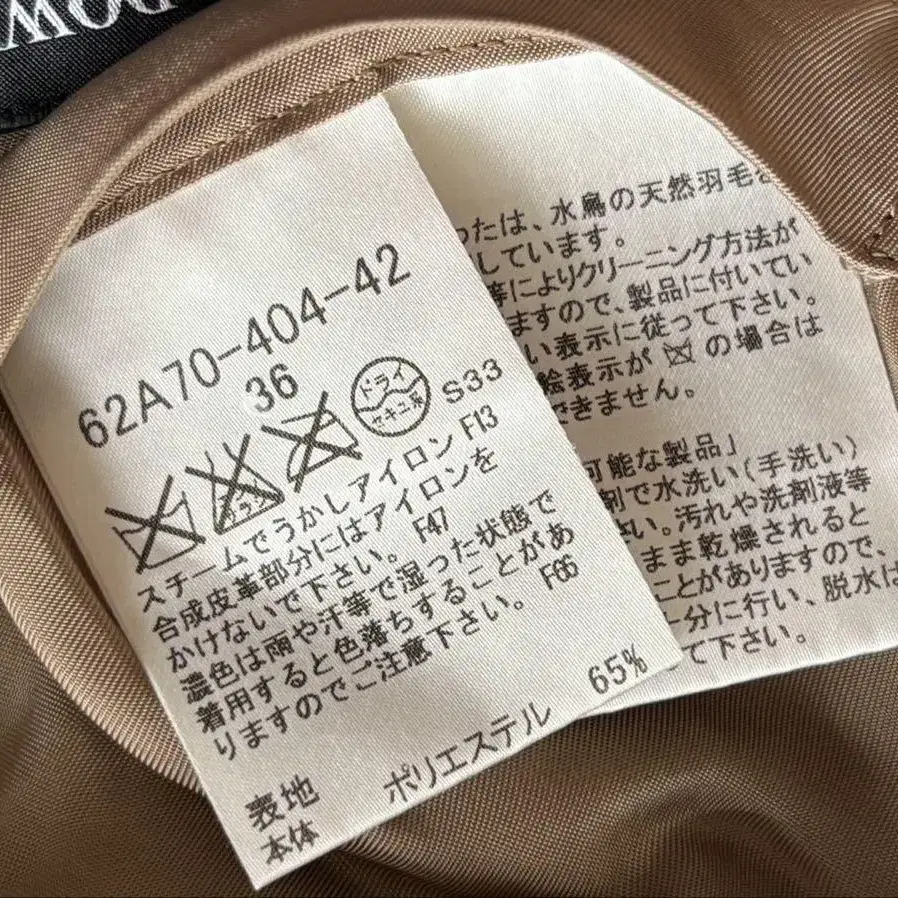 DOW
62A70-404-42
36
エンソ
ドライ
セキユ系
S33
スチームでうかしアイロン F13
合成皮革部分にはアイロンを
かけないで下さい。 F47
濃色は雨や汗等で湿った状態で
着用すると色落ちすることがあ
りますのでご注意下さい。 F66
表地
本体
ポリエステル 65%
ったは、水鳥の天然羽毛
しています。
等によりクリーニング方法が
ますので、製品に付いてい
い表示に従って下さい。
絵表示が の場合は
できません。
可能な製品」
剤で水洗い(手洗い)
さい。汚れや洗剤液等
まま乾燥されると
ことがありますので、
分に行い、脱水は
て下さい。